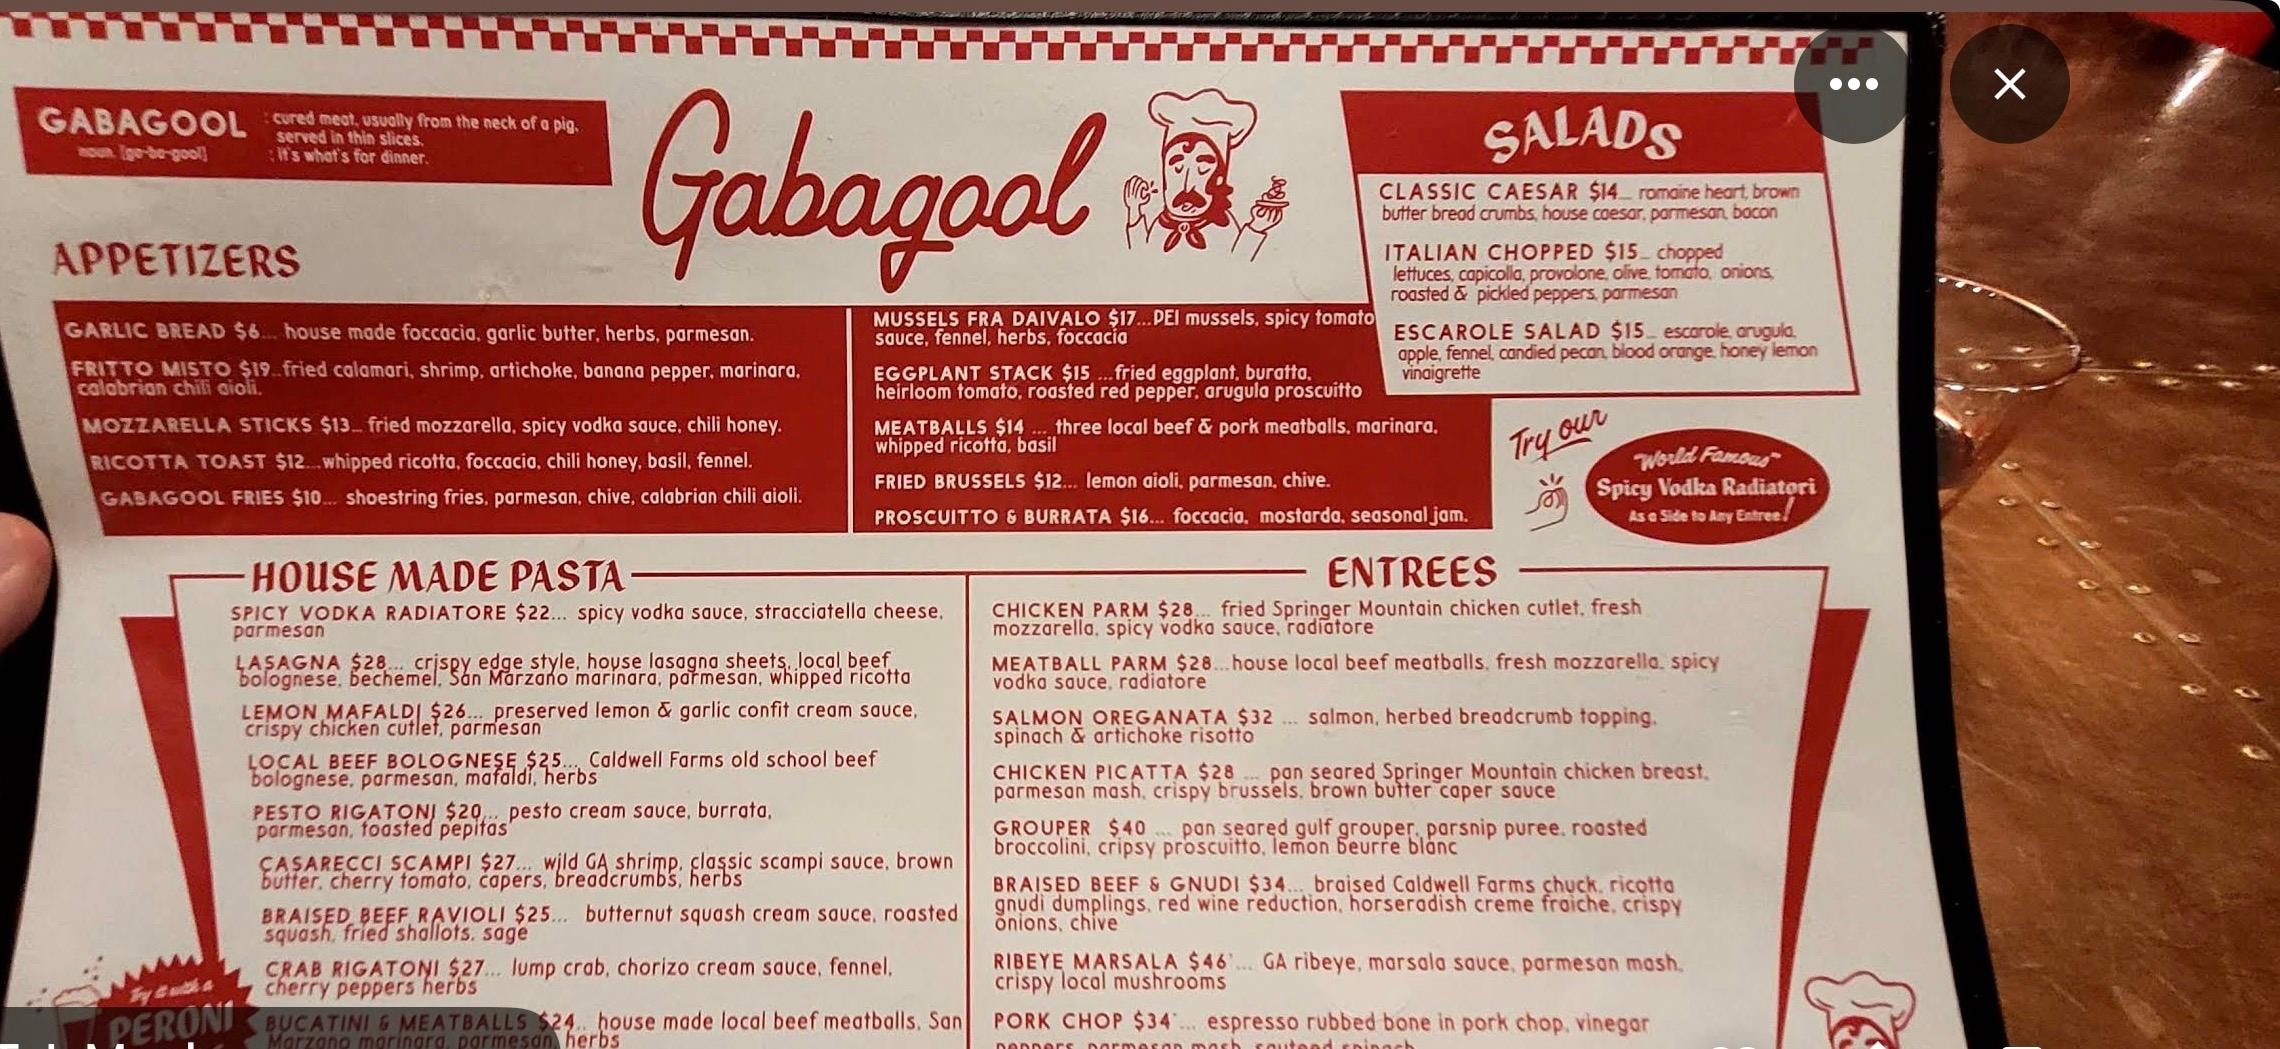 GABAGOOL
noun. [ga-ba-gool]
: cured meat, usually from the neck of a pig,
served in thin slices.
: it's what's for dinner.
Gabagool
APPETIZERS
GARLIC BREAD $6... house made foccacia, garlic butter, herbs, parmesan.
FRITTO MISTO $19..fried calamari, shrimp, artichoke, banana pepper, marinara,
calabrian chili aioli.
MOZZARELLA STICKS $13... fried mozzarella, spicy vodka sauce, chili honey.
RICOTTA TOAST $12...whipped ricotta, foccacia, chili honey, basil, fennel.
GABAGOOL FRIES $10... shoestring fries, parmesan, chive, calabrian chili aioli.
MUSSELS FRA DAIVALO $17...PEI mussels, spicy tomato
sauce, fennel, herbs, foccacia
EGGPLANT STACK $15 ...fried eggplant, buratta,
heirloom tomato, roasted red pepper, arugula proscuitto
MEATBALLS $14 ... three local beef & pork meatballs, marinara,
whipped ricotta, basil
FRIED BRUSSELS $12... lemon aioli, parmesan, chive.
PROSCUITTO & BURRATA $16... foccacia, mostarda, seasonal jam.
SALADS
CLASSIC CAESAR $14... romaine heart, brown
butter bread crumbs, house caesar, parmesan, bacon
ITALIAN CHOPPED $15... chopped
lettuces, capicolla, provolone, olive, tomato, onions,
roasted & pickled peppers, parmesan
ESCAROLE SALAD $15... escarole, arugula,
apple, fennel, candied pecan, blood orange, honey lemon
vinaigrette
Try our
"World Famous"
Spicy Vodka Radiatori
As a Side to Any Entree!
HOUSE MADE PASTA
SPICY VODKA RADIATORE $22... spicy vodka sauce, stracciatella cheese,
parmesan
LASAGNA $28... crispy edge style, house lasagna sheets, local beef
bolognese, bechemel, San Marzano marinara, parmesan, whipped ricotta
LEMON MAFALDI $26... preserved lemon & garlic confit cream sauce,
crispy chicken cutlet, parmesan
LOCAL BEEF BOLOGNESE $25... Caldwell Farms old school beef
bolognese, parmesan, mafaldi, herbs
PESTO RIGATONI $20... pesto cream sauce, burrata,
parmesan, toasted pepitas
CASARECCI SCAMPI $27... wild GA shrimp, classic scampi sauce, brown
butter, cherry tomato, capers, breadcrumbs, herbs
BRAISED BEEF RAVIOLI $25... butternut squash cream sauce, roasted
squash, fried shallots, sage
CRAB RIGATONI $27... lump crab, chorizo cream sauce, fennel,
cherry peppers herbs
BUCATINI & MEATBALLS $24.. house made local beef meatballs, San
Marzano marinara, parmesan, herbs
Try it with a
PERONI
ENTREES
CHICKEN PARM $28... fried Springer Mountain chicken cutlet, fresh
mozzarella, spicy vodka sauce, radiatore
MEATBALL PARM $28...house local beef meatballs, fresh mozzarella, spicy
vodka sauce, radiatore
SALMON OREGANATA $32 ... salmon, herbed breadcrumb topping,
spinach & artichoke risotto
CHICKEN PICATTA $28 ... pan seared Springer Mountain chicken breast,
parmesan mash, crispy brussels, brown butter caper sauce
GROUPER $40 ... pan seared gulf grouper, parsnip puree, roasted
broccolini, cripsy proscuitto, lemon beurre blanc
BRAISED BEEF & GNUDI $34... braised Caldwell Farms chuck, ricotta
gnudi dumplings, red wine reduction, horseradish creme fraiche, crispy
onions, chive
RIBEYE MARSALA $46*... GA ribeye, marsala sauce, parmesan mash,
crispy local mushrooms
PORK CHOP $34*... espresso rubbed bone in pork chop, vinegar
peppers, parmesan mash, sauteed spinach